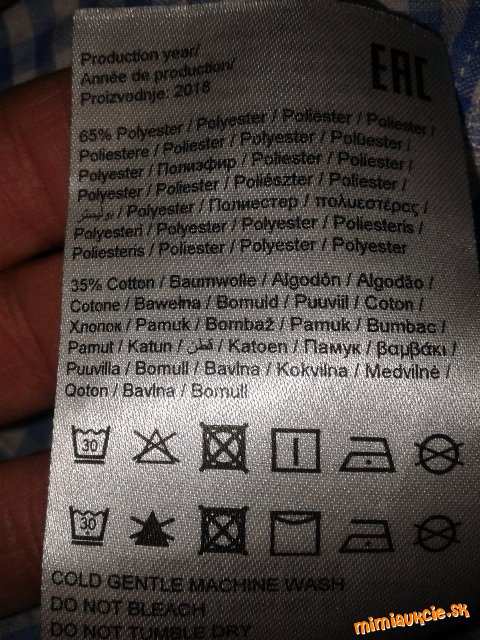 Production year/
Année de production/
Proizvodnje: 2018
EAC
65% Polyester / Polyester / Poliéster / Poliester /
Poliestere / Poliester / Polyester / Polüester /
Polyester / Полиэфир / Poliester / Poliester /
Polyester / Poliester / Poliészter / Poliester /
بوليستر / Polyester / Полиестер / πολυεστέρας /
Polyesteri / Polyester / Polyester / Poliesteris /
Poliesteris / Poliester / Polyester / Polyester
35% Cotton / Baumwolle / Algodón / Algodão /
Cotone / Bawełna / Bomuld / Puuvill / Coton /
Хлопок / Pamuk / Bombaž / Pamuk / Bumbac /
Pamut / Katun / قطن / Katoen / Памук / βαμβάκι /
Puuvilla / Bomull / Bavlna / Kokvilna / Medvilnė /
Qoton / Bavlna / Bomull
30
30
COLD GENTLE MACHINE WASH
DO NOT BLEACH
DO NOT TUMBLE DRY
mimiaukcie.sk